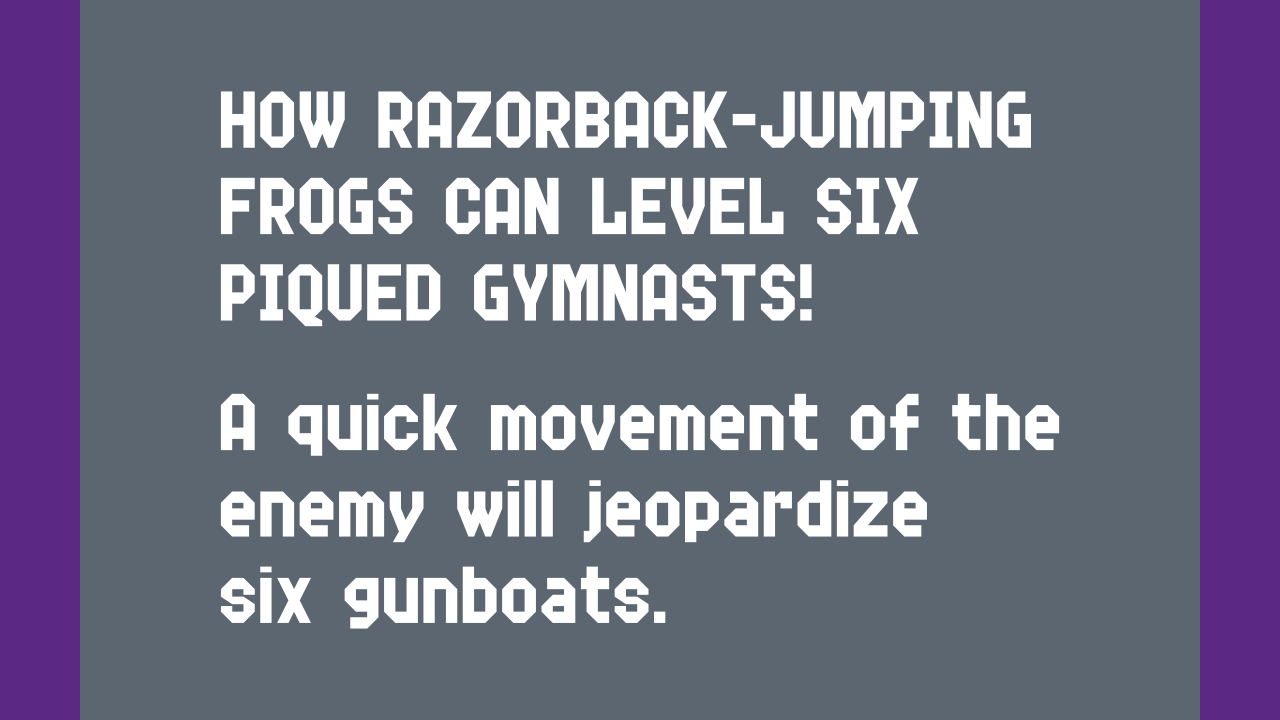 HOW RAZORBACK-JUMPING
FROGS CAN LEVEL SIX
PIQUED GYMNASTS!
A quick movement of the
enemy will jeopardize
six gunboats.